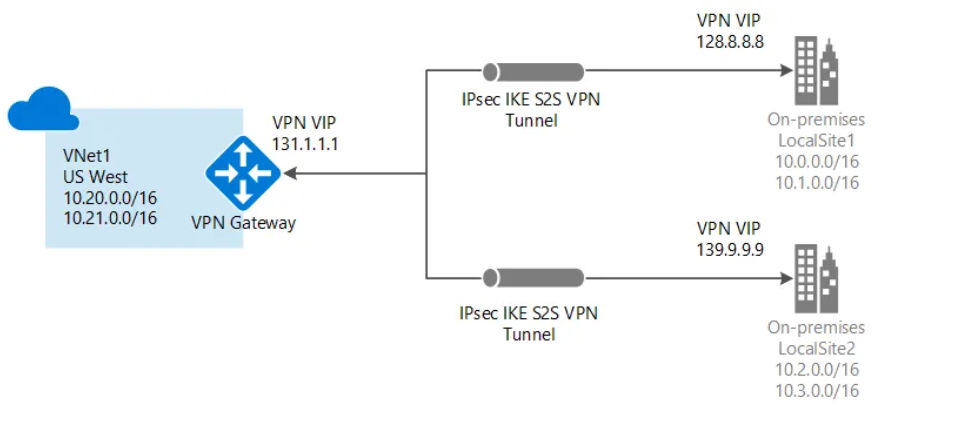 VNet1
US West
10.20.0.0/16
10.21.0.0/16
VPN VIP
131.1.1.1
VPN Gateway
IPsec IKE S2S VPN
Tunnel
VPN VIP
128.8.8.8
On-premises
LocalSite1
10.0.0.0/16
10.1.0.0/16
IPsec IKE S2S VPN
Tunnel
VPN VIP
139.9.9.9
On-premises
LocalSite2
10.2.0.0/16
10.3.0.0/16